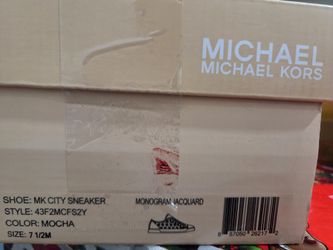 MICHAEL
MICHAEL KORS
SHOE: MK CITY SNEAKER
MONOGRAM JACQUARD
STYLE: 43F2MCFS2Y
COLOR: MOCHA
SIZE: 7 1/2M